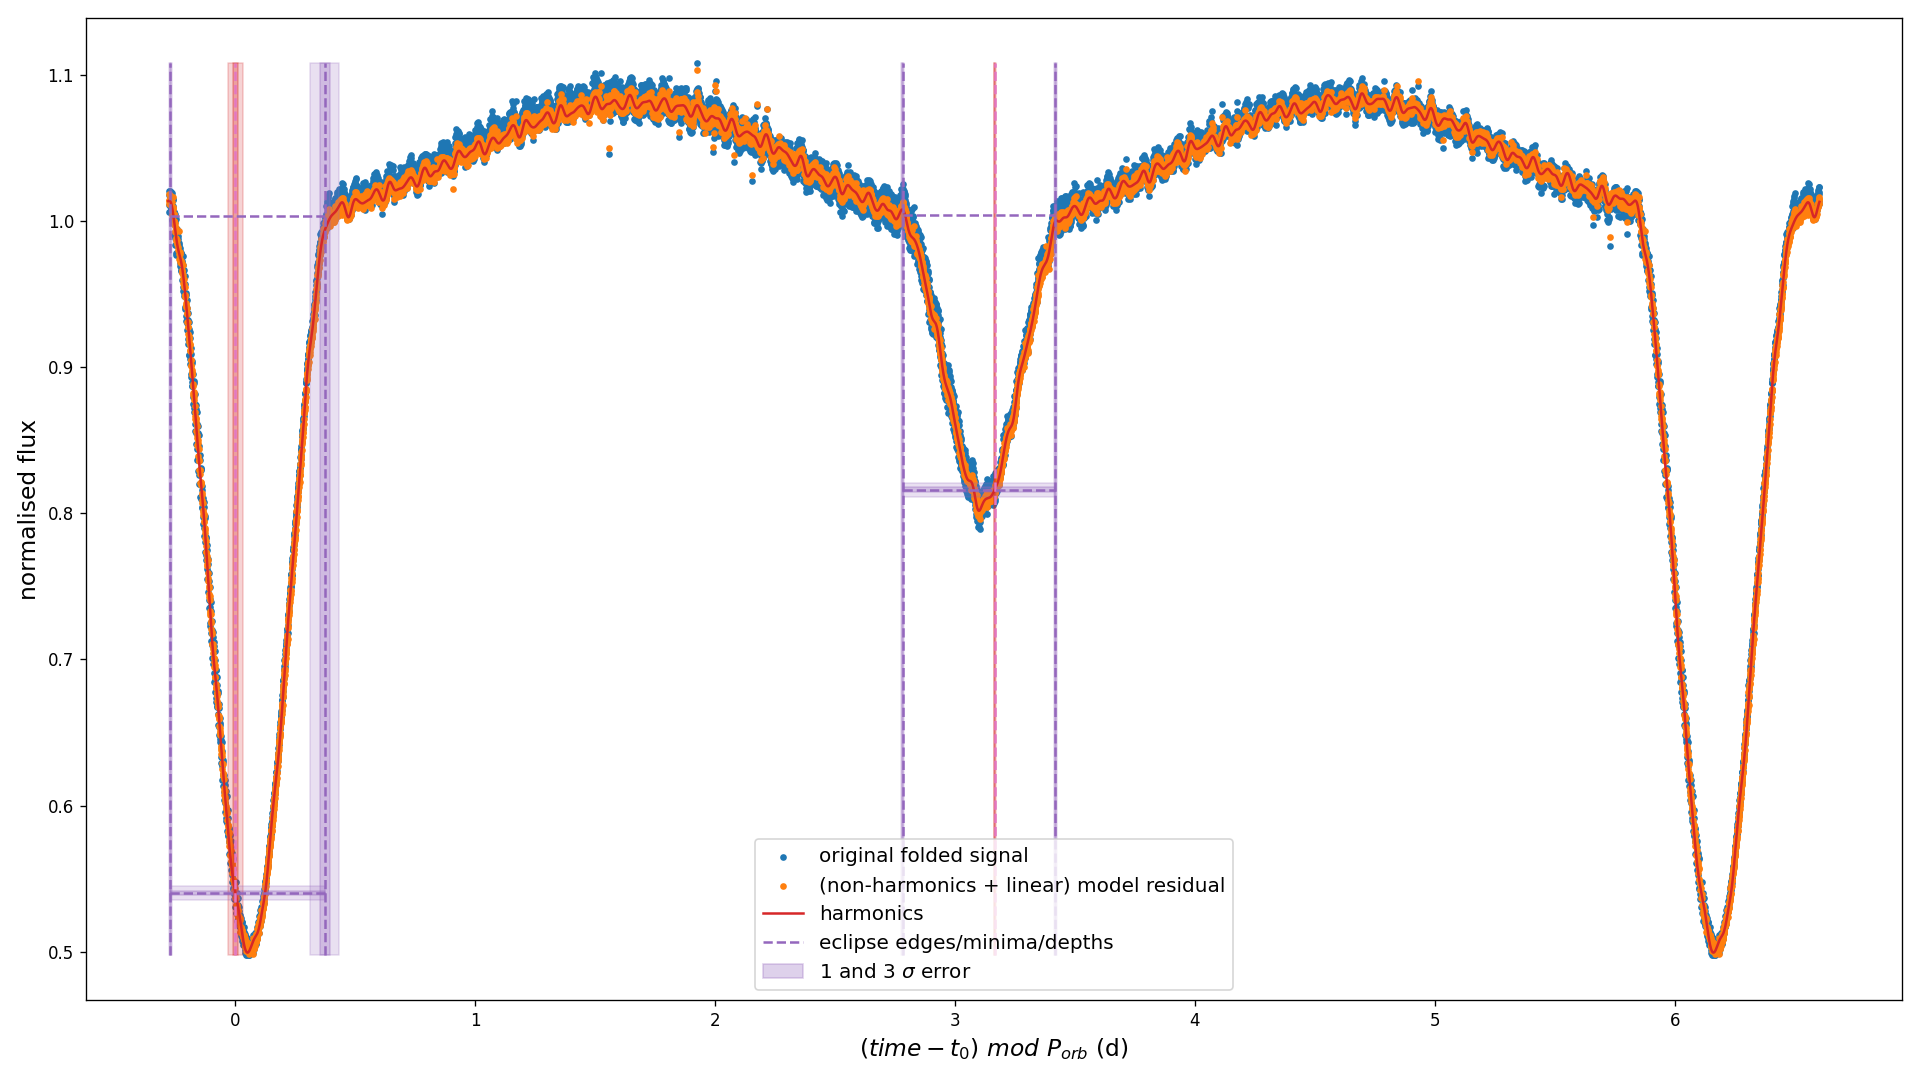 normalised flux
1.1
1.0
0.9
0.8
0.7
0.6
0.5
original folded signal
(non-harmonics + linear) model residual
harmonics
eclipse edges/minima/depths
1 and 3 σ error
0 1 2 3 4 5 6
(time − t₀) mod Pₒᵣb (d)